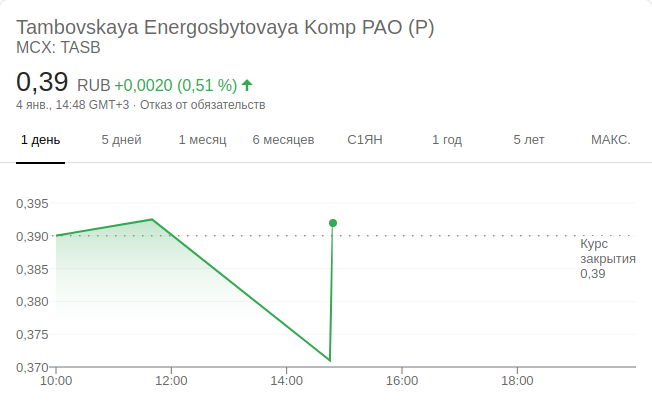 Tambovskaya Energosbytovaya Komp PAO (P)
MCX: TASB
0,39 RUB +0,0020 (0,51 %)
4 янв., 14:48 GMT+3 · Отказ от обязательств
1 день 5 дней 1 месяц 6 месяцев С1ЯН 1 год 5 лет МАКС.
0,395
0,390
0,385
0,380
0,375
0,370
Курс
закрытия
0,39
10:00 12:00 14:00 16:00 18:00